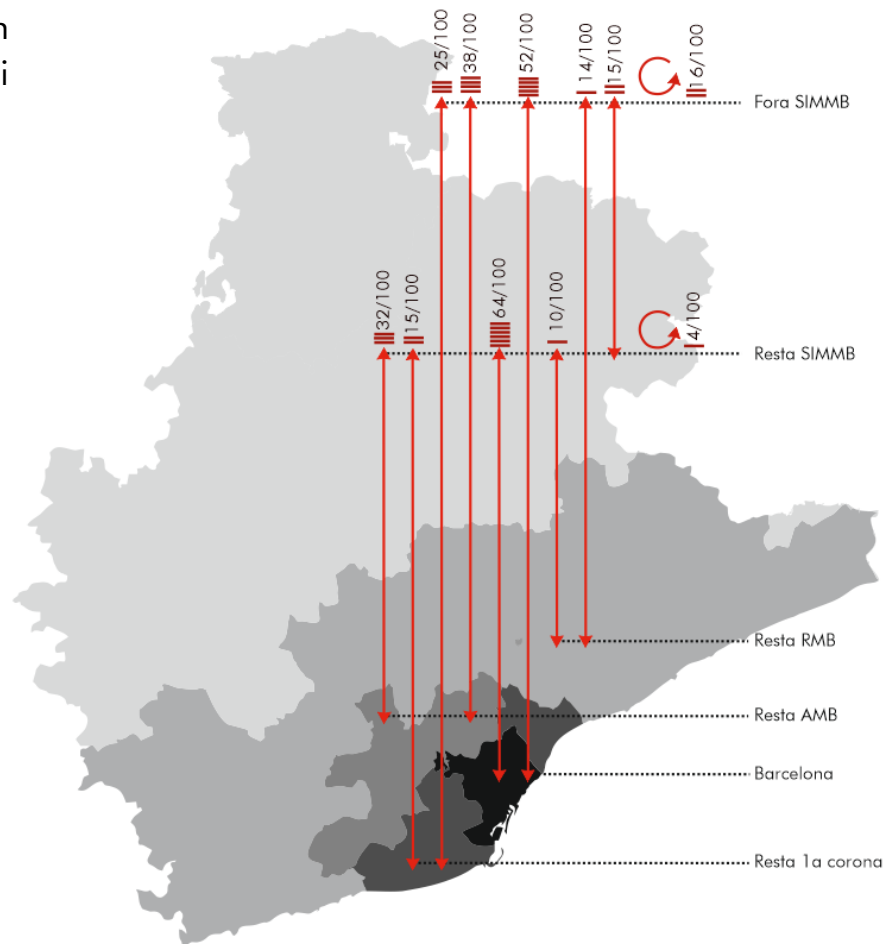 n
i
25/100
38/100
52/100
14/100
15/100
16/100
Fora SIMMB
32/100
15/100
64/100
10/100
4/100
Resta SIMMB
Resta RMB
Resta AMB
Barcelona
Resta 1a corona